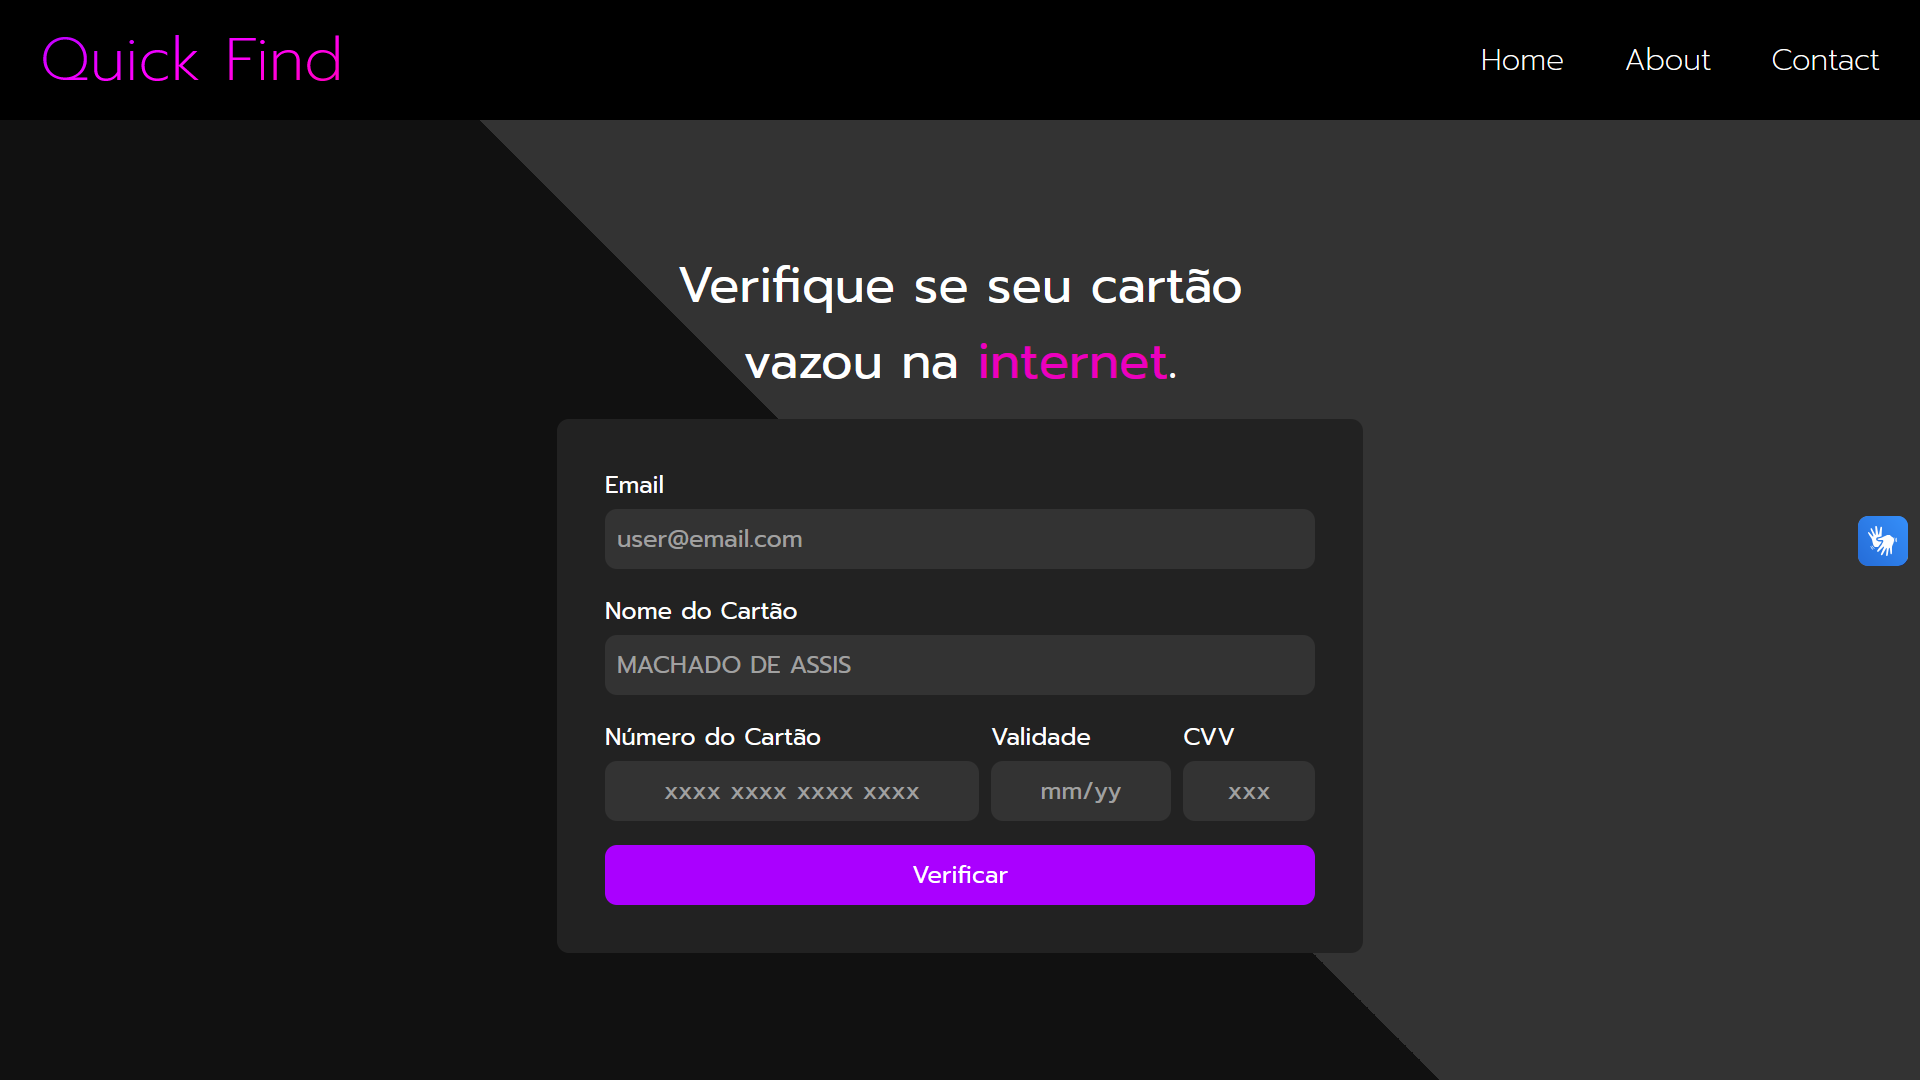 Quick Find
Home
About
Contact
Verifique se seu cartão
vazou na internet.
Email
user@email.com
Nome do Cartão
MACHADO DE ASSIS
Número do Cartão
Validade
CVV
xxxx xxxx xxxx xxxx
mm/yy
xxx
Verificar